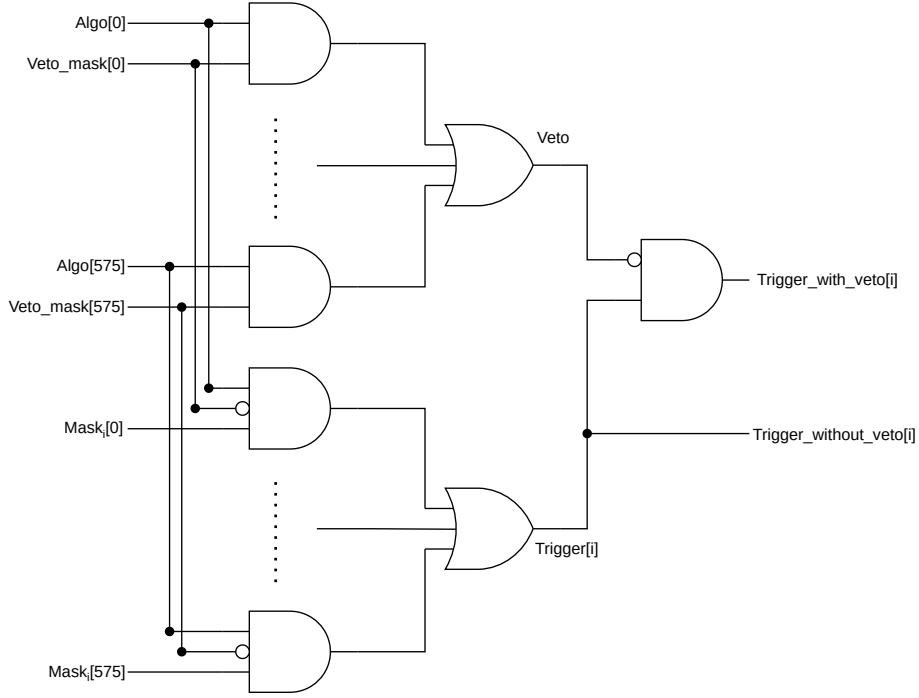 Algo[0]
Veto_mask[0]
Veto
Algo[575]
Trigger_with_veto[i]
Veto_mask[575]
Maskᵢ[0]
Trigger_without_veto[i]
Trigger[i]
Maskᵢ[575]